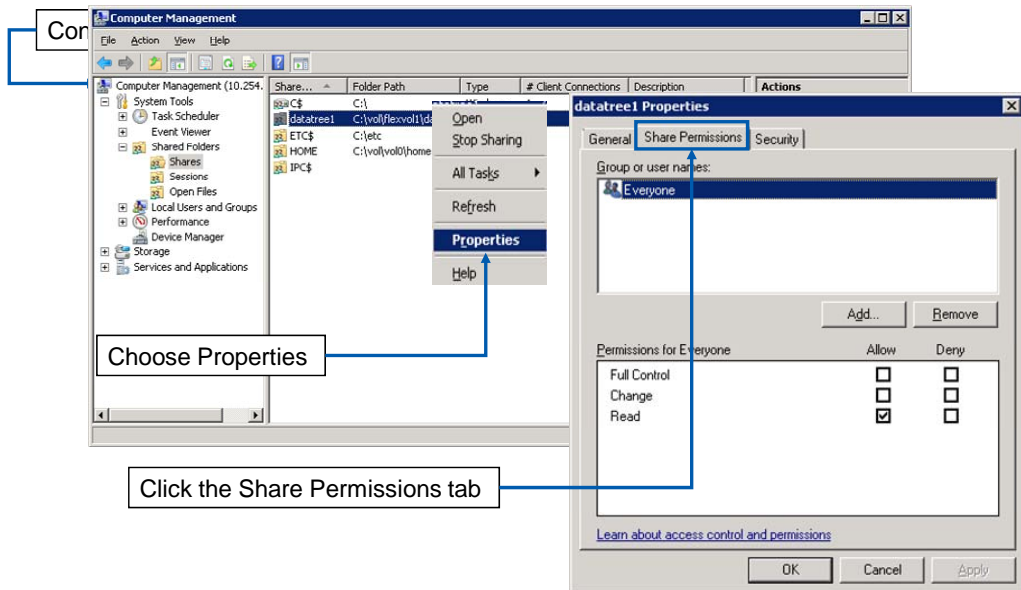 Computer Management
Con
File Action View Help
Computer Management (10.254.
System Tools
Task Scheduler
Event Viewer
Shared Folders
Shares
Sessions
Open Files
Local Users and Groups
Performance
Device Manager
Storage
Services and Applications
Share... Folder Path Type # Client Connections Description
C$ C:\
datatree1 C:\vol\flexvol1\da
ETC$ C:\etc
HOME C:\vol\vol0\home
IPC$
Actions
Open
Stop Sharing
All Tasks
Refresh
Properties
Help
Choose Properties
Click the Share Permissions tab
datatree1 Properties
General Share Permissions Security
Group or user names:
Everyone
Add... Remove
Permissions for Everyone Allow Deny
Full Control
Change
Read
Learn about access control and permissions
OK Cancel Apply